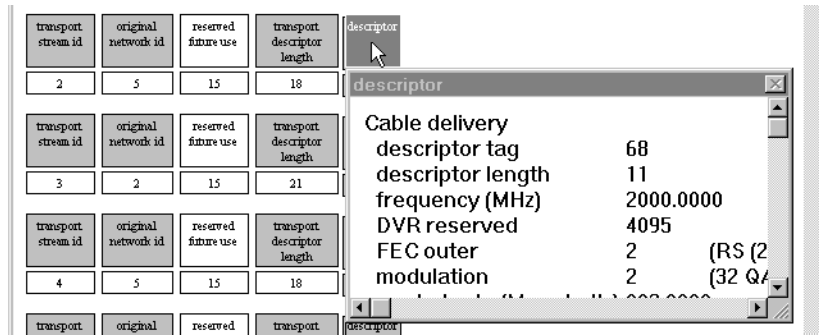 transport stream id original network id reserved future use transport descriptor length descriptor
2 5 15 18
descriptor
Cable delivery
descriptor tag 68
descriptor length 11
frequency (MHz) 2000.0000
DVR reserved 4095
FEC outer 2 (RS (2
modulation 2 (32 QA
transport stream id original network id reserved future use transport descriptor length
3 2 15 21
transport stream id original network id reserved future use transport descriptor length
4 5 15 18
transport original reserved transport descriptor